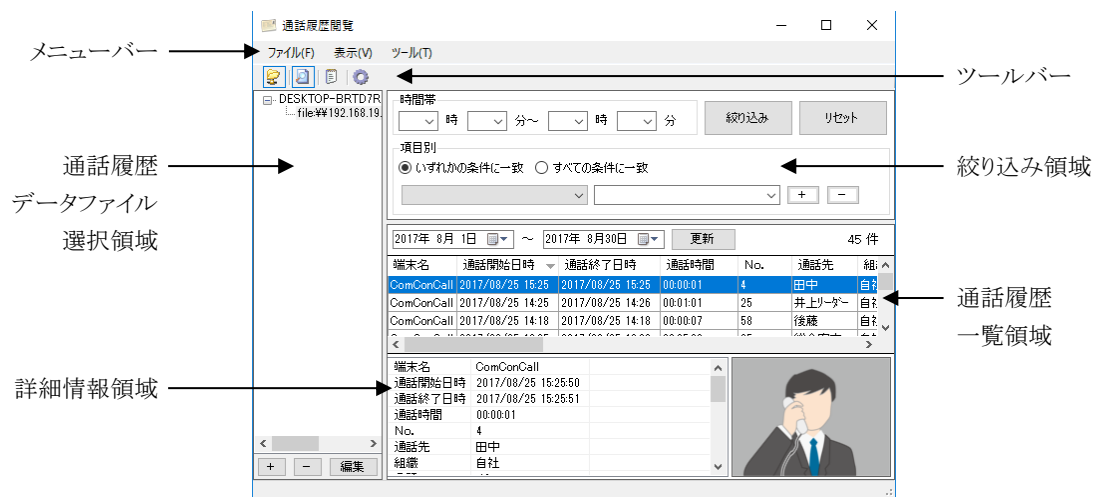 通話履歴閲覧
メニューバー
ファイル(F) 表示(V) ツール(T)
ツールバー
DESKTOP-BRTD7R
file:¥¥192.168.19.
時間帯
時 分～ 時 分
絞り込み リセット
項目別
いずれかの条件に一致 すべての条件に一致
+ -
絞り込み領域
通話履歴
データファイル
選択領域
2017年 8月 1日 ～ 2017年 8月30日 更新 45 件
端末名 通話開始日時 通話終了日時 通話時間 No. 通話先 組
ComConCall 2017/08/25 15:25 2017/08/25 15:25 00:00:01 4 田中 自社
ComConCall 2017/08/25 14:25 2017/08/25 14:26 00:01:01 25 井上リーダー 自社
ComConCall 2017/08/25 14:18 2017/08/25 14:18 00:00:07 58 後藤 自社
通話履歴
一覧領域
詳細情報領域
端末名 ComConCall
通話開始日時 2017/08/25 15:25:50
通話終了日時 2017/08/25 15:25:51
通話時間 00:00:01
No. 4
通話先 田中
組織 自社
+ - 編集